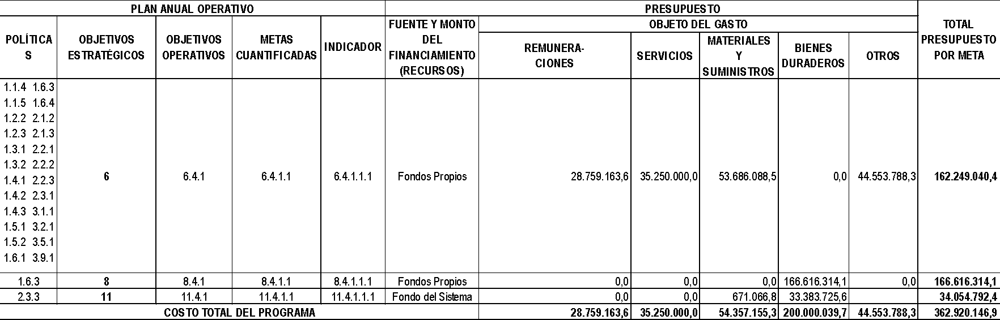 PLAN ANUAL OPERATIVO PRESUPUESTO
POLÍTICA
S
OBJETIVOS
ESTRATÉGICOS
OBJETIVOS
OPERATIVOS
METAS
CUANTIFICADAS
INDICADOR
FUENTE Y MONTO
DEL
FINANCIAMIENTO
(RECURSOS)
OBJETO DEL GASTO
REMUNERA-
CIONES
SERVICIOS
MATERIALES
Y
SUMINISTROS
BIENES
DURADEROS
OTROS
TOTAL
PRESUPUESTO
POR META
1.1.4 1.6.3
1.1.5 1.6.4
1.2.2 2.1.2
1.2.3 2.1.3
1.3.1 2.2.1
1.3.2 2.2.2
1.4.1 2.2.3
1.4.2 2.3.1
1.4.3 3.1.1
1.5.1 3.2.1
1.5.2 3.5.1
1.6.1 3.9.1
6 6.4.1 6.4.1.1 6.4.1.1.1 Fondos Propios 28.759.163,6 35.250.000,0 53.686.088,5 0,0 44.553.788,3 162.249.040,4
1.6.3 8 8.4.1 8.4.1.1 8.4.1.1.1 Fondos Propios 0,0 0,0 0,0 166.616.314,1 0,0 166.616.314,1
2.3.3 11 11.4.1 11.4.1.1 11.4.1.1.1 Fondo del Sistema 0,0 0,0 671.066,8 33.383.725,6 34.054.792,4
COSTO TOTAL DEL PROGRAMA 28.759.163,6 35.250.000,0 54.357.155,3 200.000.039,7 44.553.788,3 362.920.146,9